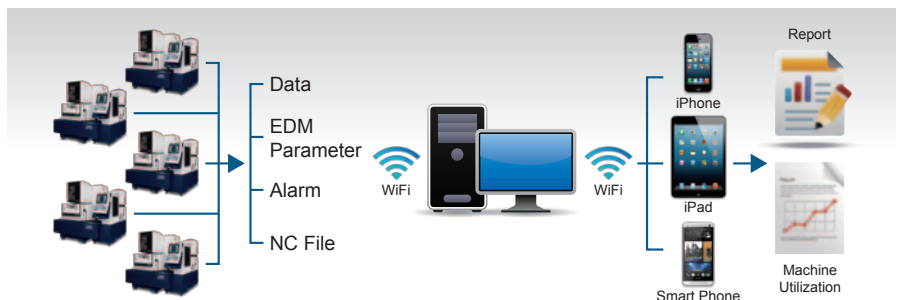 Data
EDM
Parameter
Alarm
NC File
WiFi
WiFi
iPhone
iPad
Smart Phone
Report
Machine
Utilization